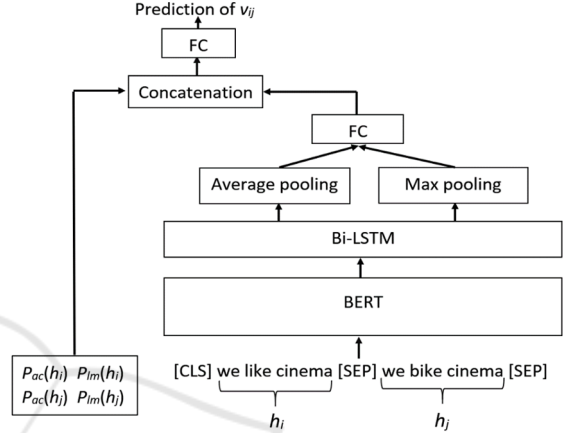 Prediction of vij
FC
Concatenation
FC
Average pooling
Max pooling
Bi-LSTM
BERT
[CLS] we like cinema [SEP] we bike cinema [SEP]
hi
hj
Pac(hi) Plm(hi)
Pac(hj) Plm(hj)